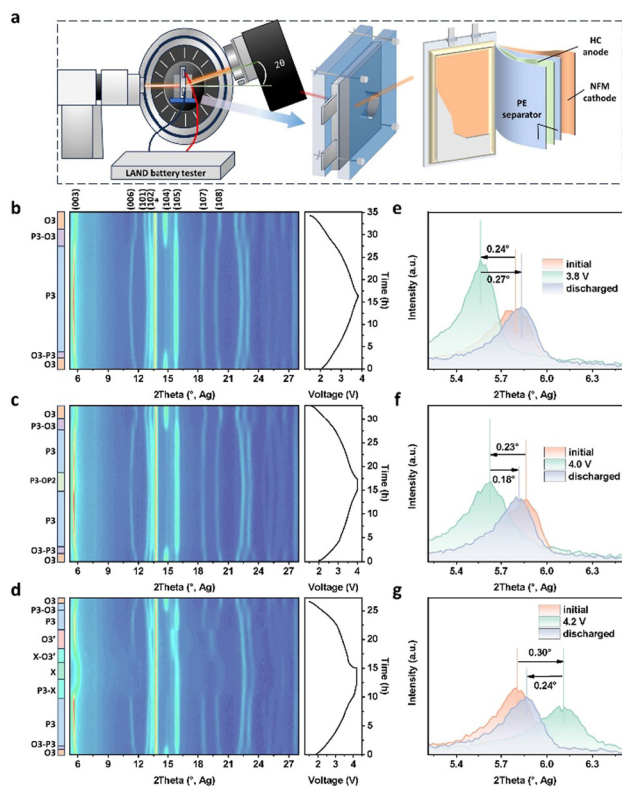 a
2θ
LAND battery tester
HC
anode
NFM
cathode
PE
separator
b
(003)
(006)
(101)
(102)
*
(104)
(105)
(107)
(108)
O3
P3-O3
P3
O3-P3
O3
6 9 12 15 18 21 24 27
2Theta (°, Ag)
0 5 10 15 20 25 30 35
Time (h)
1 2 3 4
Voltage (V)
e
Intensity (a.u.)
0.24°
0.27°
initial
3.8 V
discharged
5.4 5.7 6.0 6.3
2Theta (°, Ag)
c
O3
P3-O3
P3
P3-OP2
P3
O3-P3
O3
6 9 12 15 18 21 24 27
2Theta (°, Ag)
0 5 10 15 20 25 30
Time (h)
1 2 3 4
Voltage (V)
f
Intensity (a.u.)
0.23°
0.18°
initial
4.0 V
discharged
5.4 5.7 6.0 6.3
2Theta (°, Ag)
d
O3
P3-O3
P3
O3'
X-O3'
X
P3-X
P3
O3-P3
O3
6 9 12 15 18 21 24 27
2Theta (°, Ag)
0 5 10 15 20 25
Time (h)
1 2 3 4
Voltage (V)
g
Intensity (a.u.)
initial
4.2 V
discharged
0.30°
0.24°
5.4 5.7 6.0 6.3
2Theta (°, Ag)